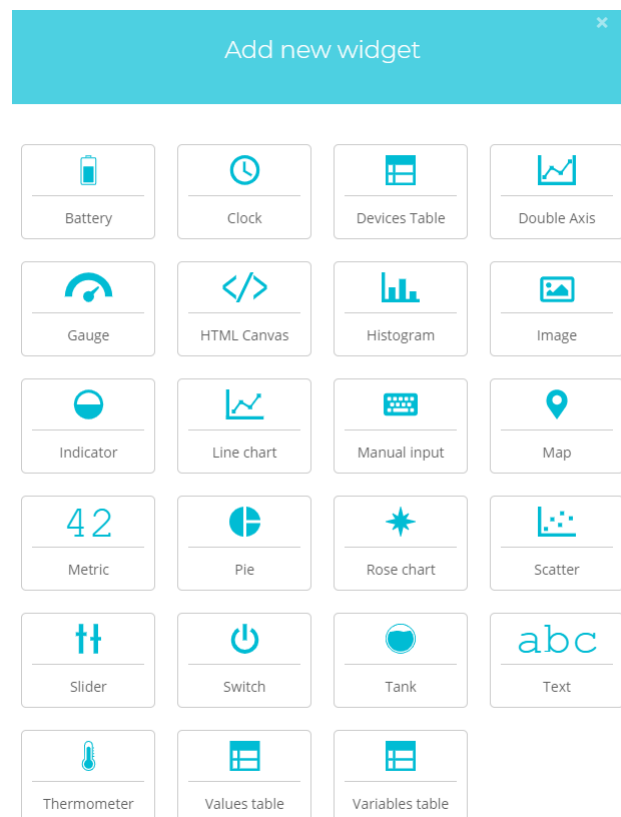 Add new widget
Battery
Clock
Devices Table
Double Axis
Gauge
HTML Canvas
Histogram
Image
Indicator
Line chart
Manual input
Map
42
Metric
Pie
Rose chart
Scatter
Slider
Switch
Tank
abc
Text
Thermometer
Values table
Variables table